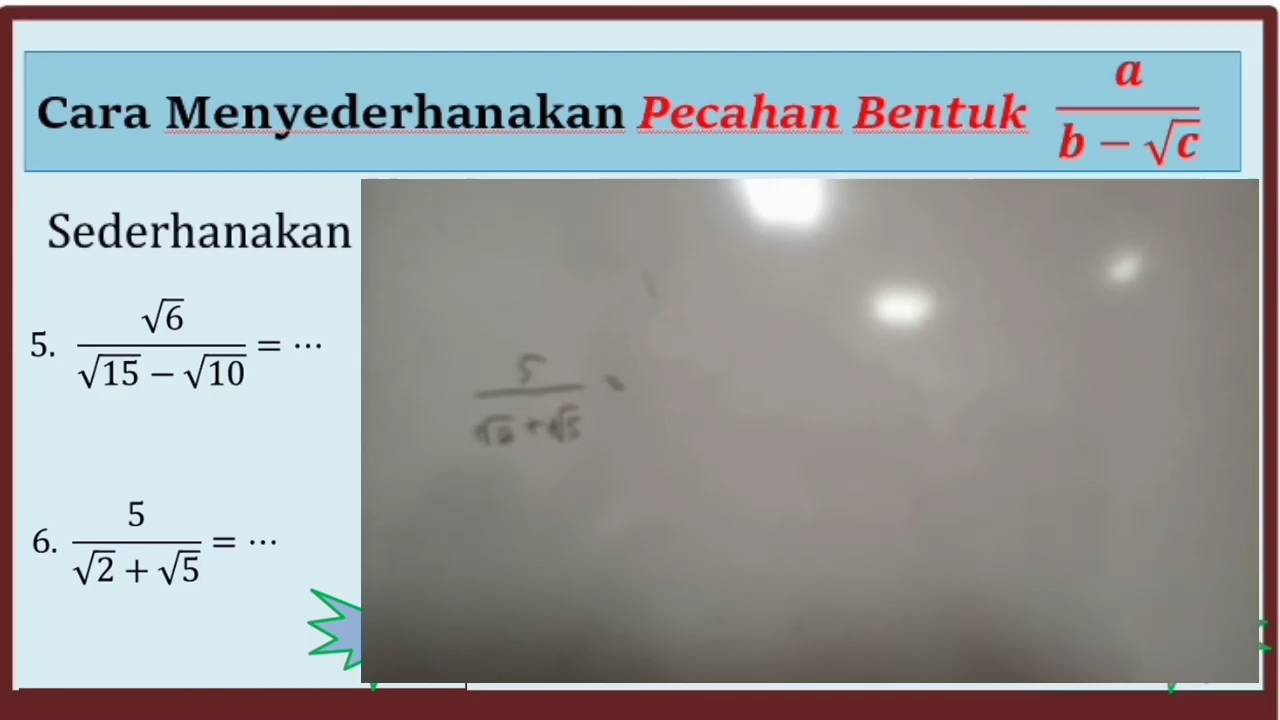 Cara Menyederhanakan Pecahan Bentuk a / (b − √c)
Sederhanakan
5. √6 / (√15 − √10) = ⋯
6. 5 / (√2 + √5) = ⋯
5 / (√2 + √5) =